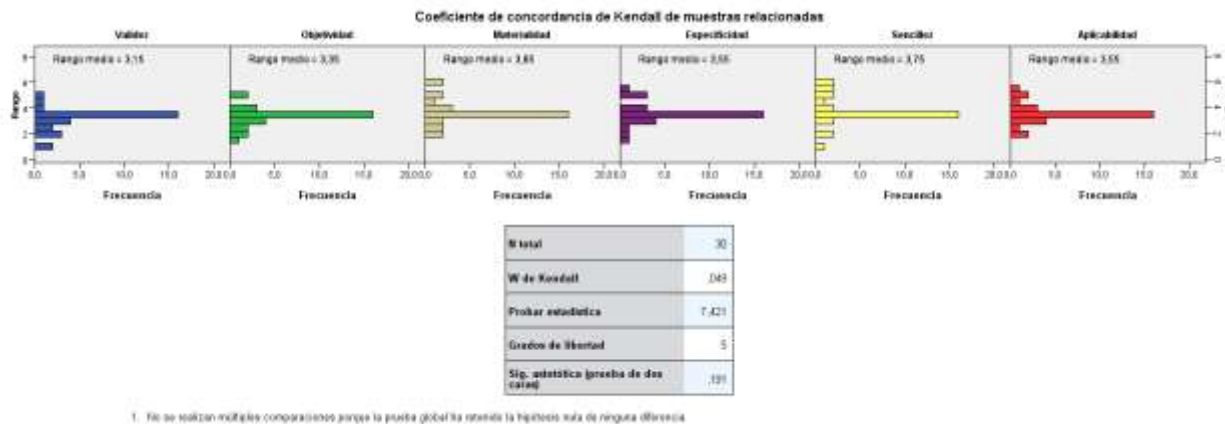 Coeficiente de concordancia de Kendall de muestras relacionadas
Validez Objetividad Materialidad Especificidad Sencillez Aplicabilidad
Rango medio = 3,15 Rango medio = 3,35 Rango medio = 3,65 Rango medio = 3,55 Rango medio = 3,75 Rango medio = 3,55
Rango
Frecuencia Frecuencia Frecuencia Frecuencia Frecuencia Frecuencia
N total 30
W de Kendall ,049
Probar estadística 7,421
Grados de libertad 5
Sig. asintótica (prueba de dos
caras) ,191
1. No se realizan múltiples comparaciones porque la prueba global ha retenido la hipótesis nula de ninguna diferencia